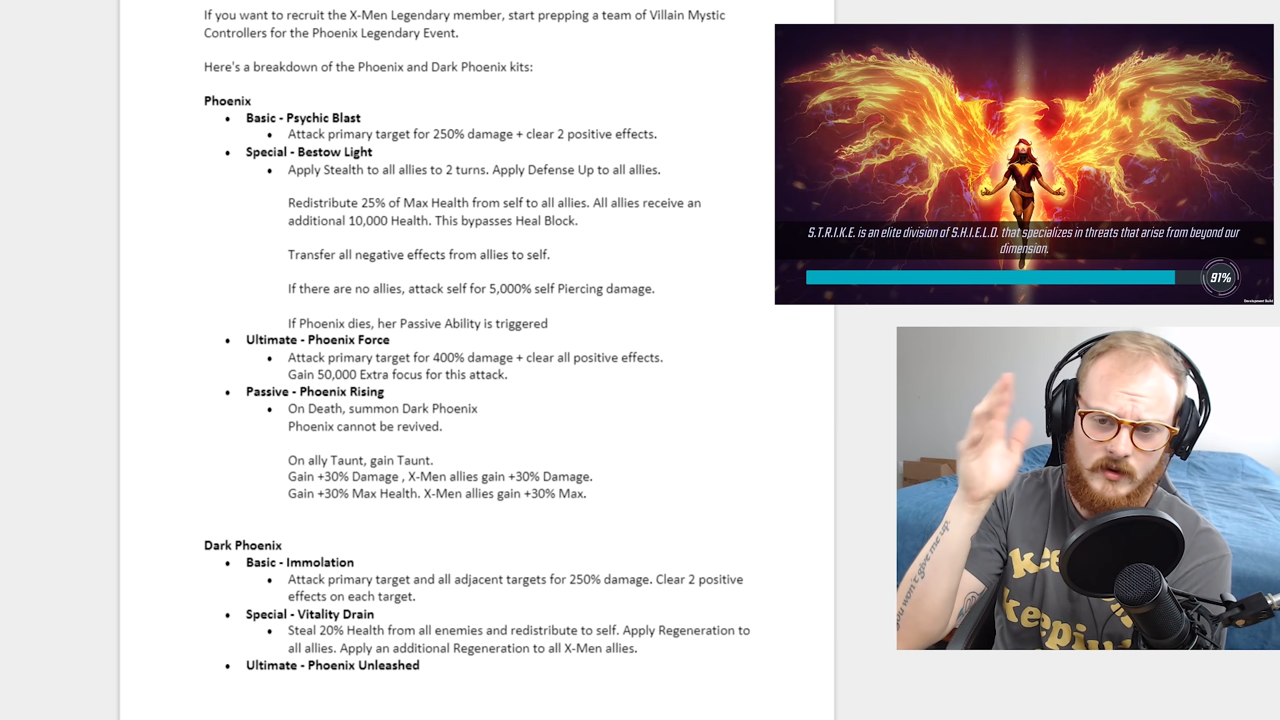 If you want to recruit the X-Men Legendary member, start prepping a team of Villain Mystic
Controllers for the Phoenix Legendary Event.
Here's a breakdown of the Phoenix and Dark Phoenix kits:
Phoenix
• Basic - Psychic Blast
• Attack primary target for 250% damage + clear 2 positive effects.
• Special - Bestow Light
• Apply Stealth to all allies to 2 turns. Apply Defense Up to all allies.
Redistribute 25% of Max Health from self to all allies. All allies receive an
additional 10,000 Health. This bypasses Heal Block.
Transfer all negative effects from allies to self.
If there are no allies, attack self for 5,000% self Piercing damage.
If Phoenix dies, her Passive Ability is triggered
• Ultimate - Phoenix Force
• Attack primary target for 400% damage + clear all positive effects.
Gain 50,000 Extra focus for this attack.
• Passive - Phoenix Rising
• On Death, summon Dark Phoenix
Phoenix cannot be revived.
On ally Taunt, gain Taunt.
Gain +30% Damage , X-Men allies gain +30% Damage.
Gain +30% Max Health. X-Men allies gain +30% Max.
Dark Phoenix
• Basic - Immolation
• Attack primary target and all adjacent targets for 250% damage. Clear 2 positive
effects on each target.
• Special - Vitality Drain
• Steal 20% Health from all enemies and redistribute to self. Apply Regeneration to
all allies. Apply an additional Regeneration to all X-Men allies.
• Ultimate - Phoenix Unleashed
S.T.R.I.K.E. is an elite division of S.H.I.E.L.D. that specializes in threats that arise from beyond our
dimension.
91%
Development Build
you won't give me up.
keep
keepin